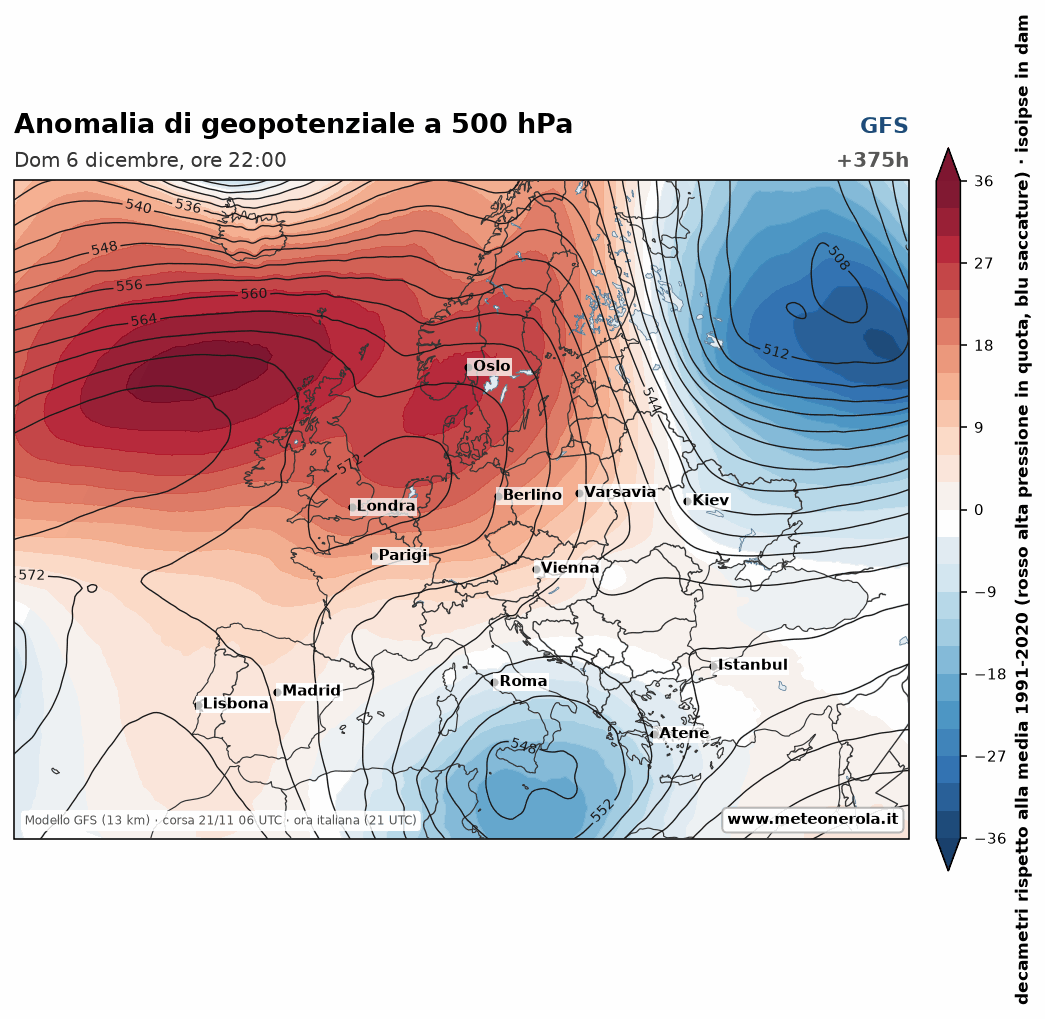 Anomalia di geopotenziale a 500 hPa
GFS
Dom 6 dicembre, ore 22:00
+375h
540
536
548
556
560
564
508
512
544
Oslo
512
Londra
Berlino
Varsavia
Kiev
Parigi
Vienna
572
Istanbul
Roma
Madrid
Lisbona
Atene
548
552
Modello GFS (13 km) · corsa 21/11 06 UTC · ora italiana (21 UTC)
www.meteonerola.it
36
27
18
9
0
−9
−18
−27
−36
decametri rispetto alla media 1991-2020 (rosso alta pressione in quota, blu saccature) · isoipse in dam